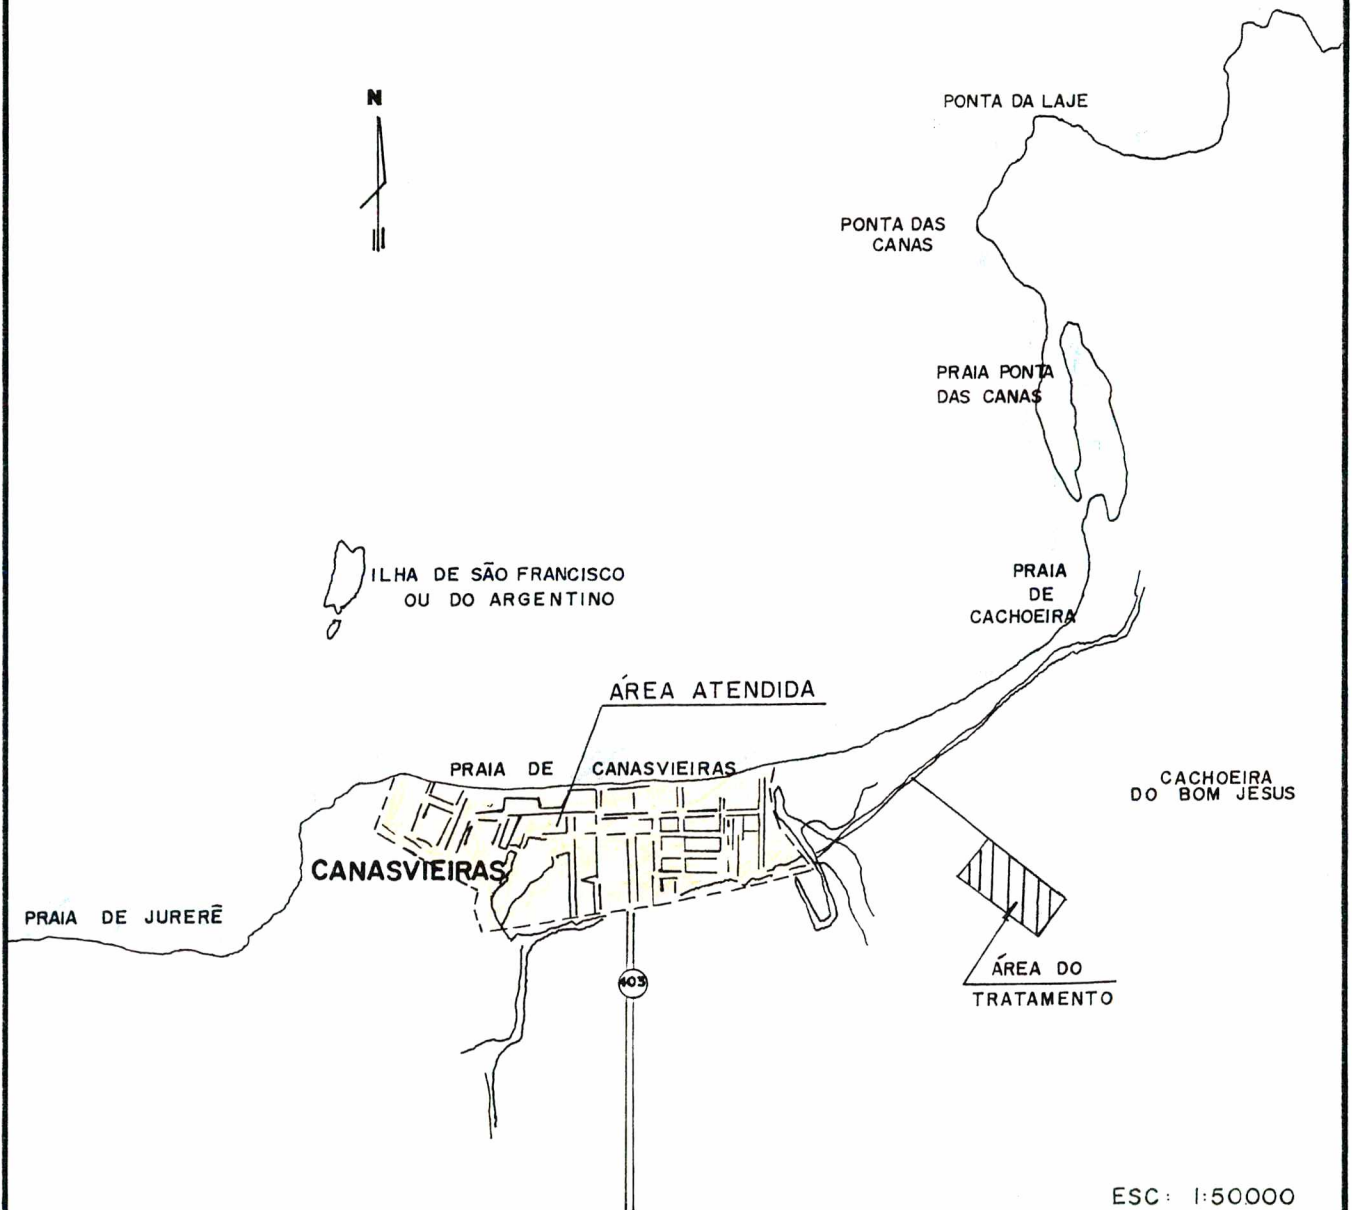 N
PONTA DA LAJE
PONTA DAS
CANAS
PRAIA PONTA
DAS CANAS
ILHA DE SÃO FRANCISCO
OU DO ARGENTINO
PRAIA
DE
CACHOEIRA
ÁREA ATENDIDA
PRAIA DE CANASVIEIRAS
CACHOEIRA
DO BOM JESUS
CANASVIEIRAS
PRAIA DE JURERÊ
403
ÁREA DO
TRATAMENTO
ESC: 1:50000